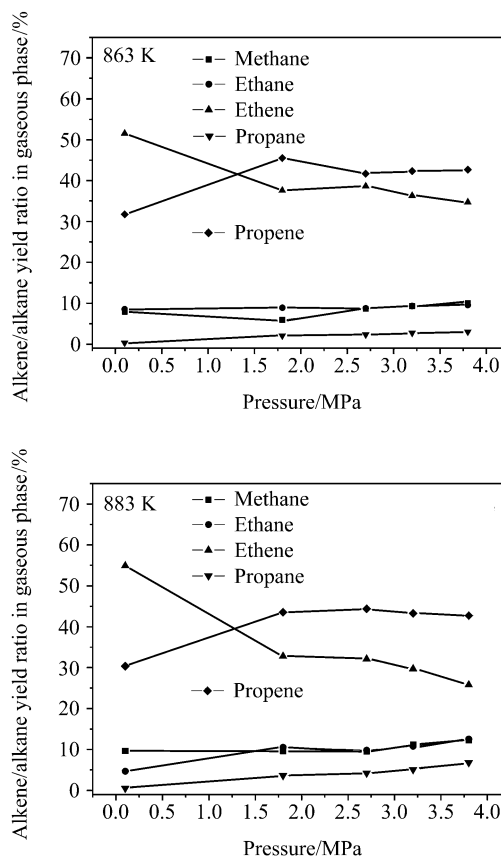 863 K
Methane
Ethane
Ethene
Propane
Propene
Alkene/alkane yield ratio in gaseous phase/%
70
60
50
40
30
20
10
0
0.0 0.5 1.0 1.5 2.0 2.5 3.0 3.5 4.0
Pressure/MPa
883 K
Methane
Ethane
Ethene
Propane
Propene
Alkene/alkane yield ratio in gaseous phase/%
70
60
50
40
30
20
10
0
0.0 0.5 1.0 1.5 2.0 2.5 3.0 3.5 4.0
Pressure/MPa